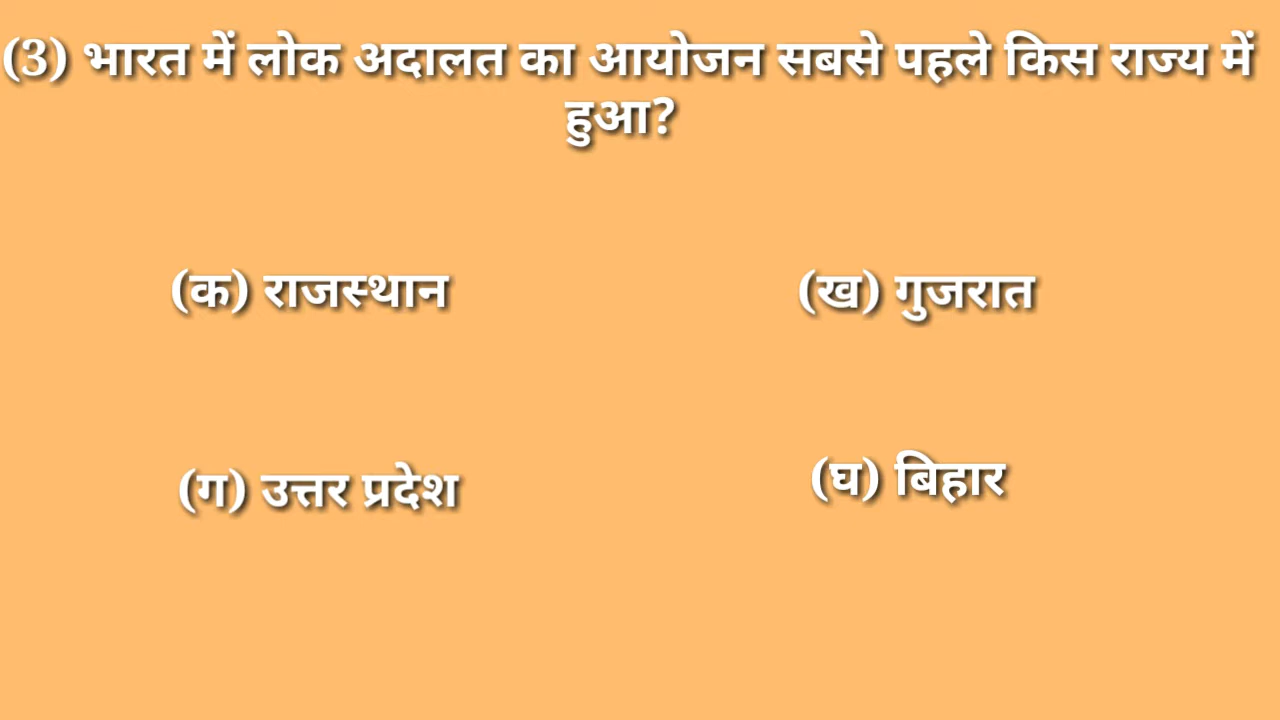 (3) भारत में लोक अदालत का आयोजन सबसे पहले किस राज्य में
हुआ?
(क) राजस्थान
(ख) गुजरात
(ग) उत्तर प्रदेश
(घ) बिहार